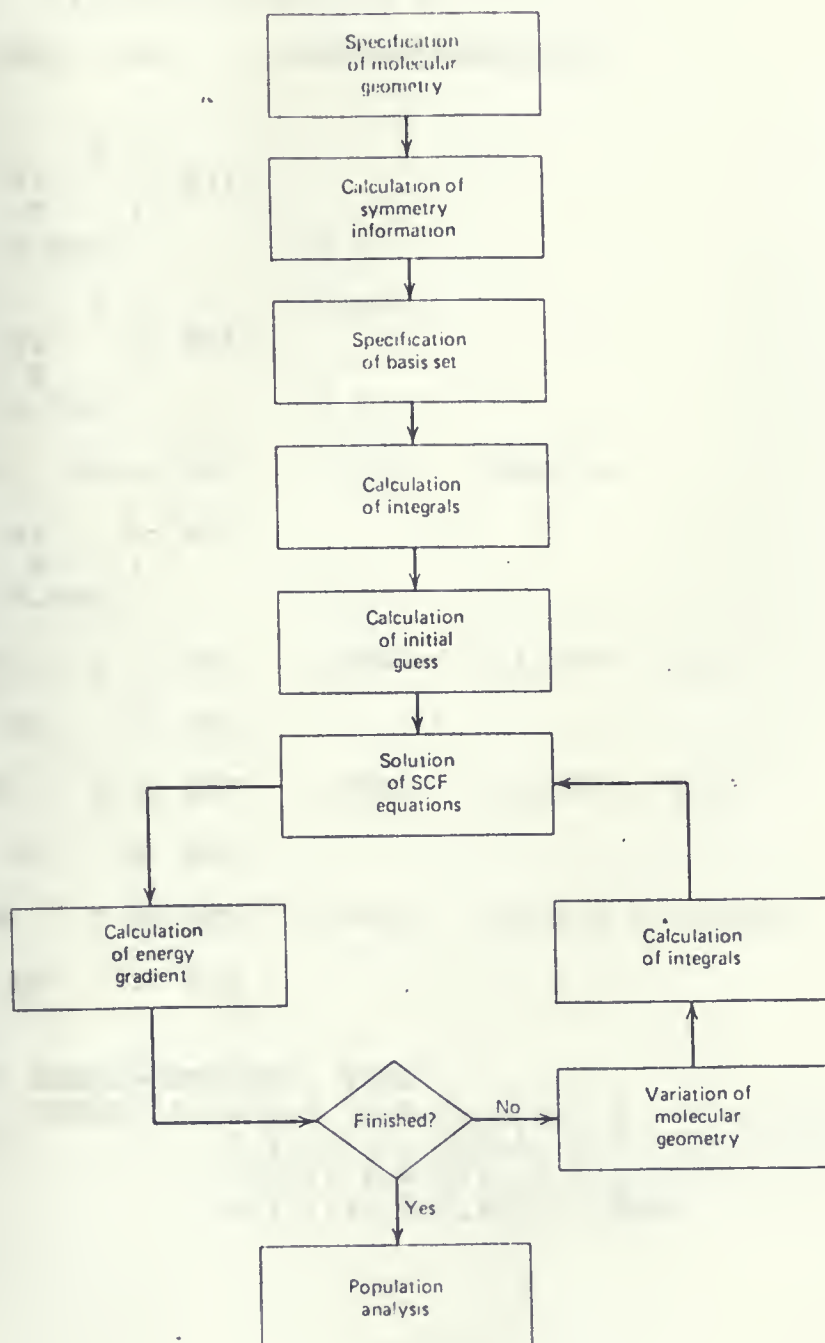 Specification
of molecular
geometry
Calculation of
symmetry
information
Specification
of basis set
Calculation
of integrals
Calculation
of initial
guess
Solution
of SCF
equations
Calculation
of energy
gradient
Calculation
of integrals
Finished?
No
Variation of
molecular
geometry
Yes
Population
analysis